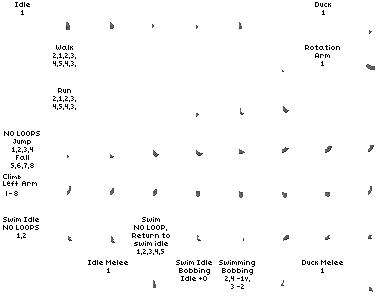 Idle
1
Duck
1
Walk
2,1,2,3,
4,5,4,3,
Rotation
Arm
1
Run
2,1,2,3,
4,5,4,3,
NO LOOPS
Jump
1,2,3,4
Fall
5,6,7,8
Climb
Left Arm
1-8
Swim Idle
NO LOOPS
1,2
Swim
NO LOOP,
Return to
swim idle
1,2,3,4,5
Swim Idle
Bobbing
Idle +0
Swimming
Bobbing
2,4 -1v,
3 -2
Idle Melee
1
Duck Melee
1